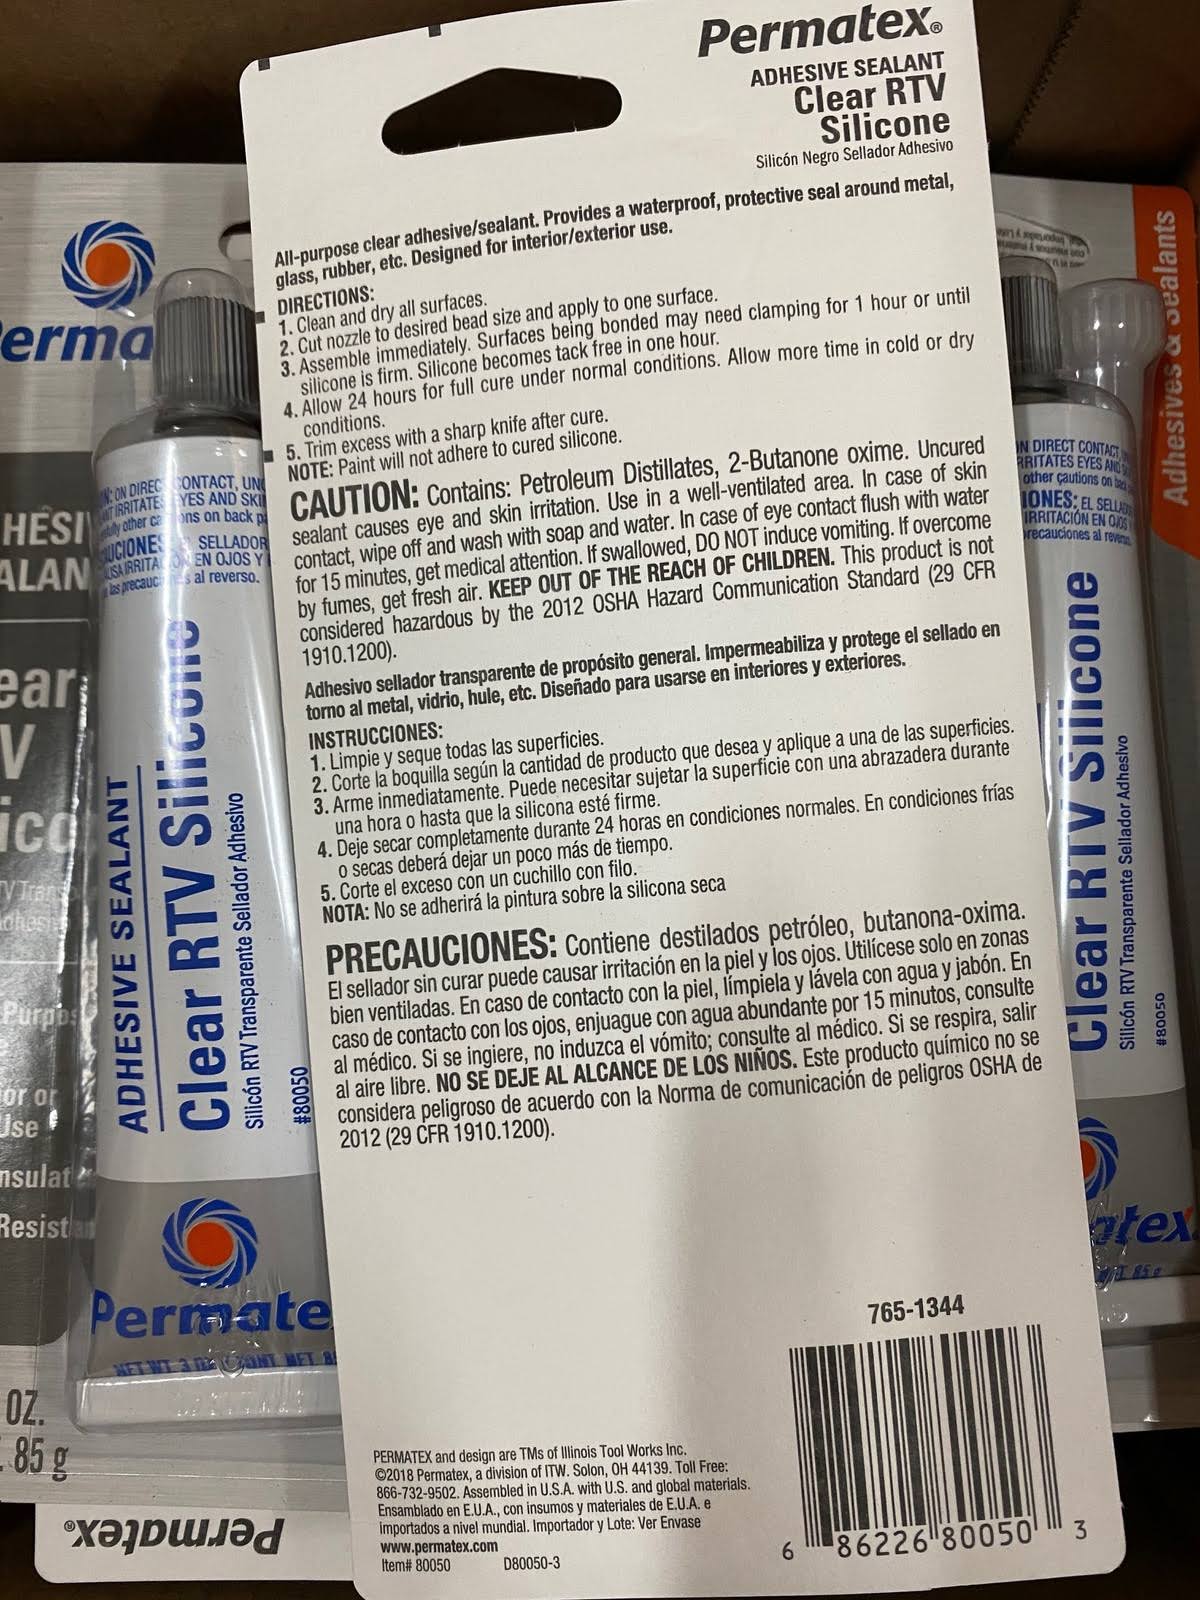 Permatex®
ADHESIVE SEALANT
Clear RTV
Silicone
Silicón Negro Sellador Adhesivo
All-purpose clear adhesive/sealant. Provides a waterproof, protective seal around metal,
glass, rubber, etc. Designed for interior/exterior use.
DIRECTIONS:
1. Clean and dry all surfaces.
2. Cut nozzle to desired bead size and apply to one surface.
3. Assemble immediately. Surfaces being bonded may need clamping for 1 hour or until
silicone is firm. Silicone becomes tack free in one hour.
4. Allow 24 hours for full cure under normal conditions. Allow more time in cold or dry
conditions.
5. Trim excess with a sharp knife after cure.
NOTE: Paint will not adhere to cured silicone.
CAUTION: Contains: Petroleum Distillates, 2-Butanone oxime. Uncured
sealant causes eye and skin irritation. Use in a well-ventilated area. In case of skin
contact, wipe off and wash with soap and water. In case of eye contact flush with water
for 15 minutes, get medical attention. If swallowed, DO NOT induce vomiting. If overcome
by fumes, get fresh air. KEEP OUT OF THE REACH OF CHILDREN. This product is not
considered hazardous by the 2012 OSHA Hazard Communication Standard (29 CFR
1910.1200).
Adhesivo sellador transparente de propósito general. Impermeabiliza y protege el sellado en
torno al metal, vidrio, hule, etc. Diseñado para usarse en interiores y exteriores.
INSTRUCCIONES:
1. Limpie y seque todas las superficies.
2. Corte la boquilla según la cantidad de producto que desea y aplique a una de las superficies.
3. Arme inmediatamente. Puede necesitar sujetar la superficie con una abrazadera durante
una hora o hasta que la silicona esté firme.
4. Deje secar completamente durante 24 horas en condiciones normales. En condiciones frías
o secas deberá dejar un poco más de tiempo.
5. Corte el exceso con un cuchillo con filo.
NOTA: No se adherirá la pintura sobre la silicona seca
PRECAUCIONES: Contiene destilados petróleo, butanona-oxima.
El sellador sin curar puede causar irritación en la piel y los ojos. Utilícese solo en zonas
bien ventiladas. En caso de contacto con la piel, límpiela y lávela con agua y jabón. En
caso de contacto con los ojos, enjuague con agua abundante por 15 minutos, consulte
al médico. Si se ingiere, no induzca el vómito; consulte al médico. Si se respira, salir
al aire libre. NO SE DEJE AL ALCANCE DE LOS NIÑOS. Este producto químico no se
considera peligroso de acuerdo con la Norma de comunicación de peligros OSHA de
2012 (29 CFR 1910.1200).
765-1344
6 86226 80050 3
PERMATEX and design are TMs of Illinois Tool Works Inc.
©2018 Permatex, a division of ITW. Solon, OH 44139. Toll Free:
866-732-9502. Assembled in U.S.A. with U.S. and global materials.
Ensamblado en E.U.A., con insumos y materiales de E.U.A. e
importados a nivel mundial. Importador y Lote: Ver Envase
www.permatex.com
Item# 80050 D80050-3
ADHESIVE SEALANT
Clear RTV Silicone
Silicón RTV Transparente Sellador Adhesivo
#80050
Permate
OZ.
85 g
Permatex®
Adhesives & Sealants
ON DIRECT CONTACT,
IRRITATES EYES AND
other cautions on
EL SELLAD
IRRITACIÓN EN OJOS
Clear RTV Silicone
Silicón RTV Transparente Sellador Adhesivo
#80050
atex